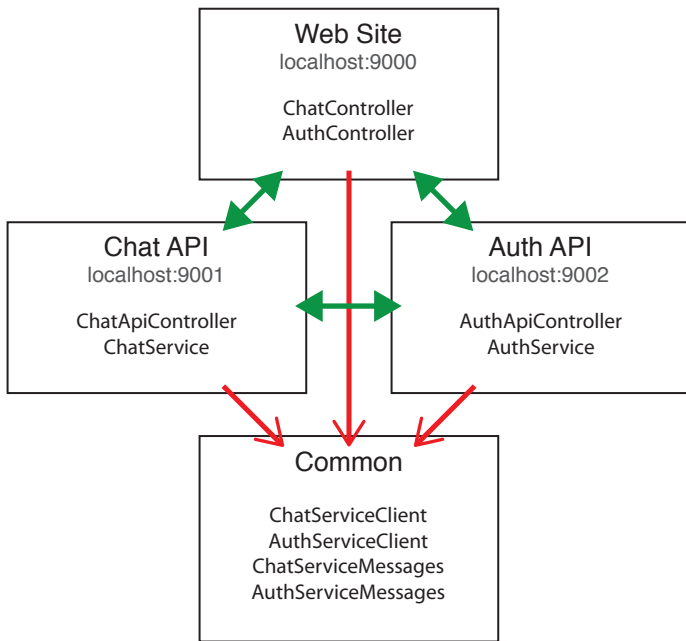 Web Site
localhost:9000
ChatController
AuthController
Chat API
localhost:9001
ChatApiController
ChatService
Auth API
localhost:9002
AuthApiController
AuthService
Common
ChatServiceClient
AuthServiceClient
ChatServiceMessages
AuthServiceMessages